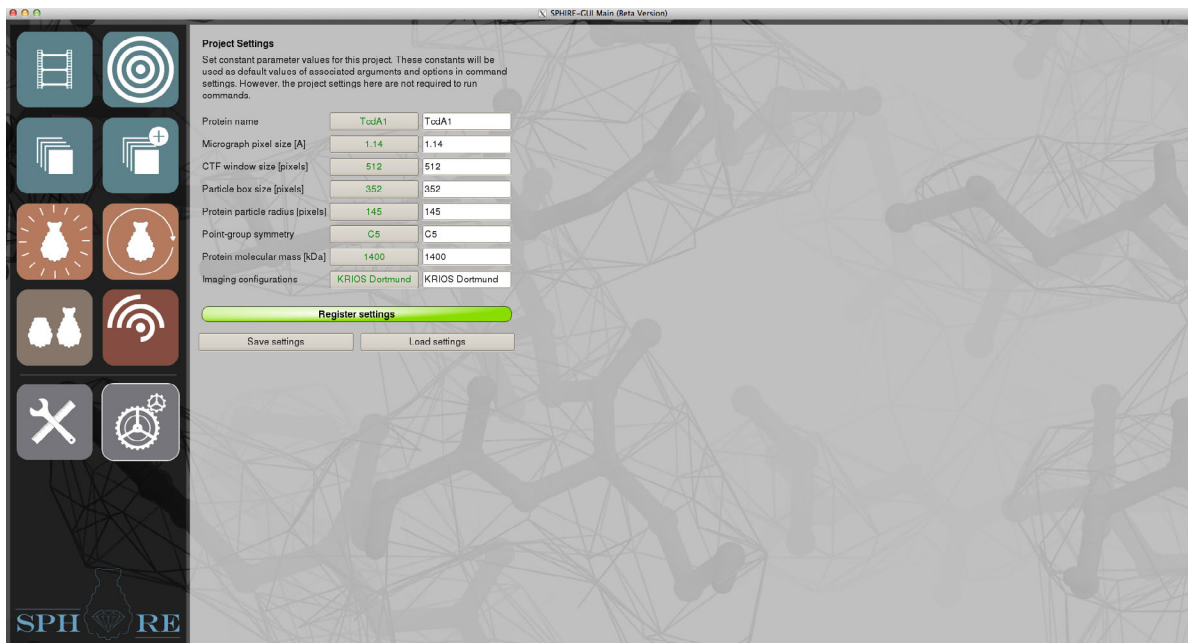 SPHIRE-GUI Main (Beta Version)
Project Settings
Set constant parameter values for this project. These constants will be
used as default values of associated arguments and options in command
settings. However, the project settings here are not required to run
commands.
Protein name TcdA1 TcdA1
Micrograph pixel size [A] 1.14 1.14
CTF window size [pixels] 512 512
Particle box size [pixels] 352 352
Protein particle radius [pixels] 145 145
Point-group symmetry C5 C5
Protein molecular mass [kDa] 1400 1400
Imaging configurations KRIOS Dortmund KRIOS Dortmund
Register settings
Save settings Load settings
SPH RE